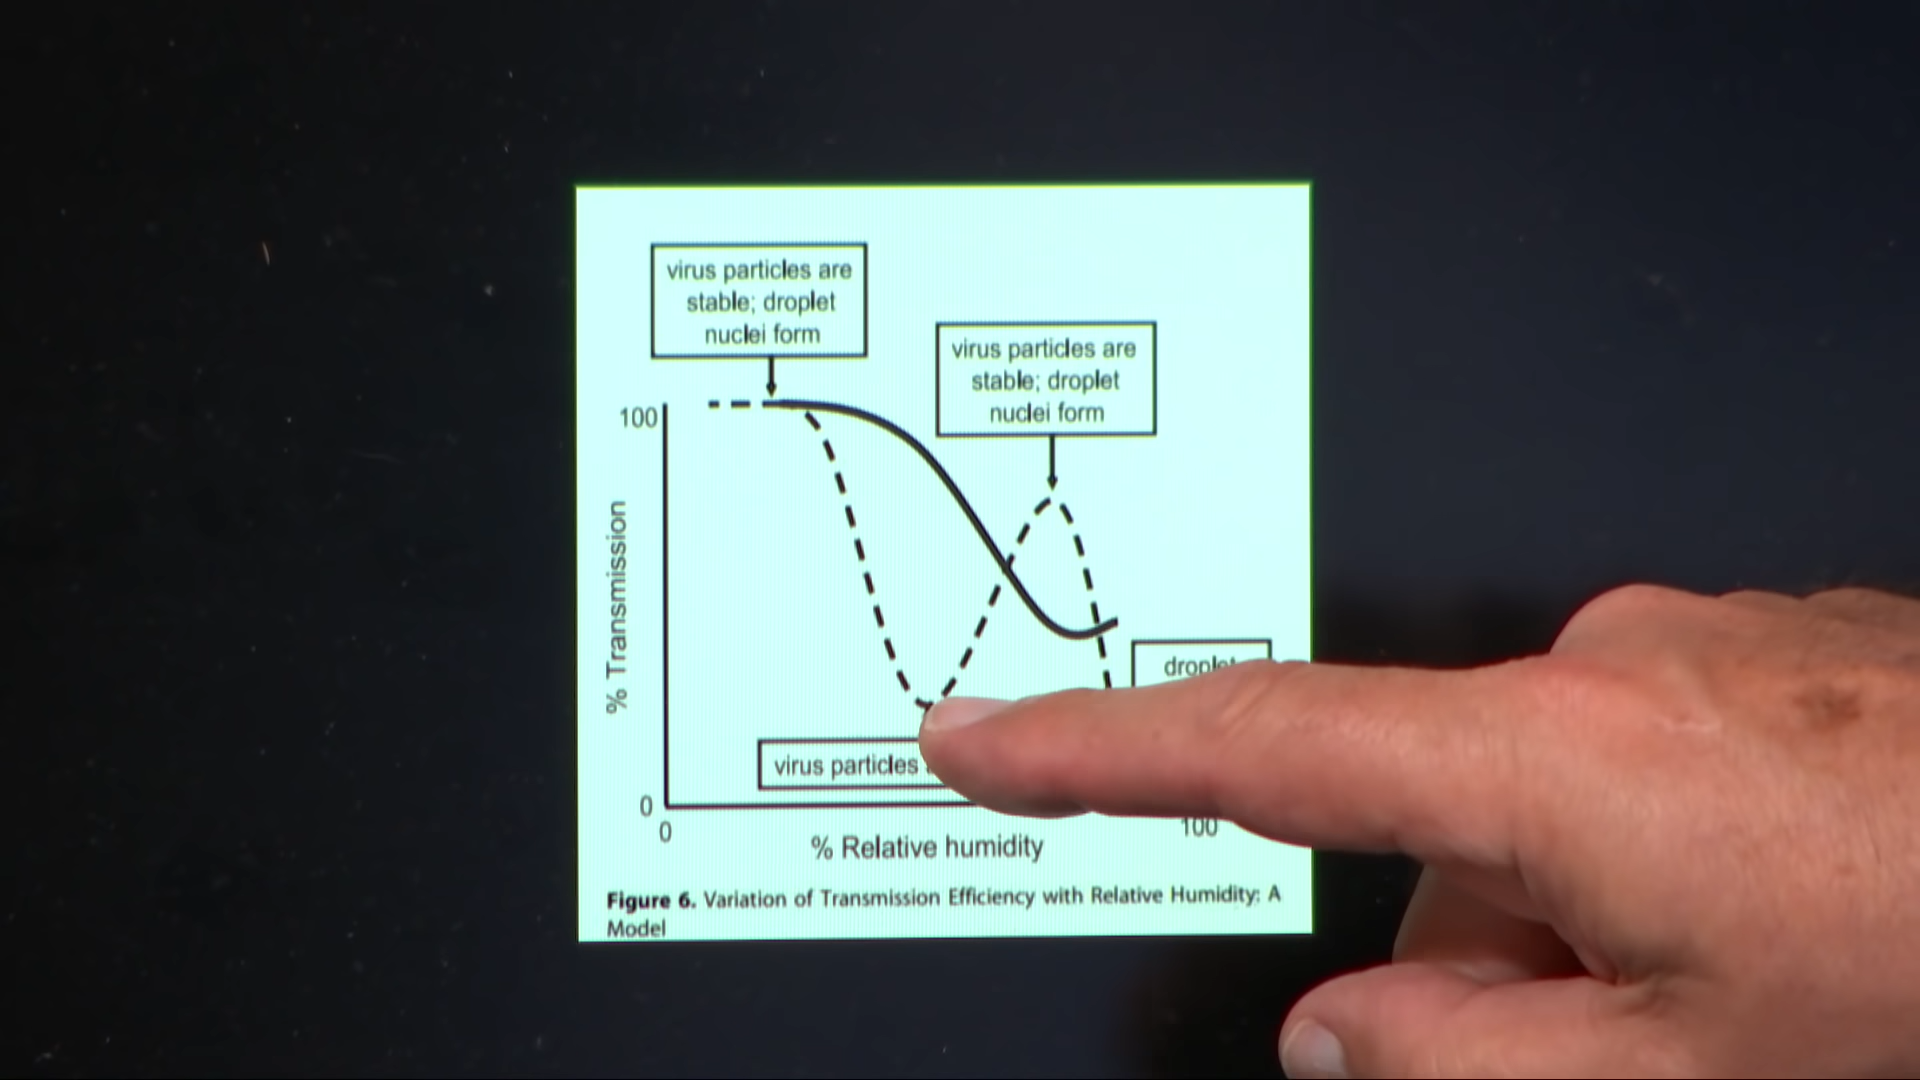 virus particles are
stable; droplet
nuclei form
virus particles are
stable; droplet
nuclei form
100
% Transmission
droplet
virus particles
0
0
100
% Relative humidity
Figure 6. Variation of Transmission Efficiency with Relative Humidity: A
Model